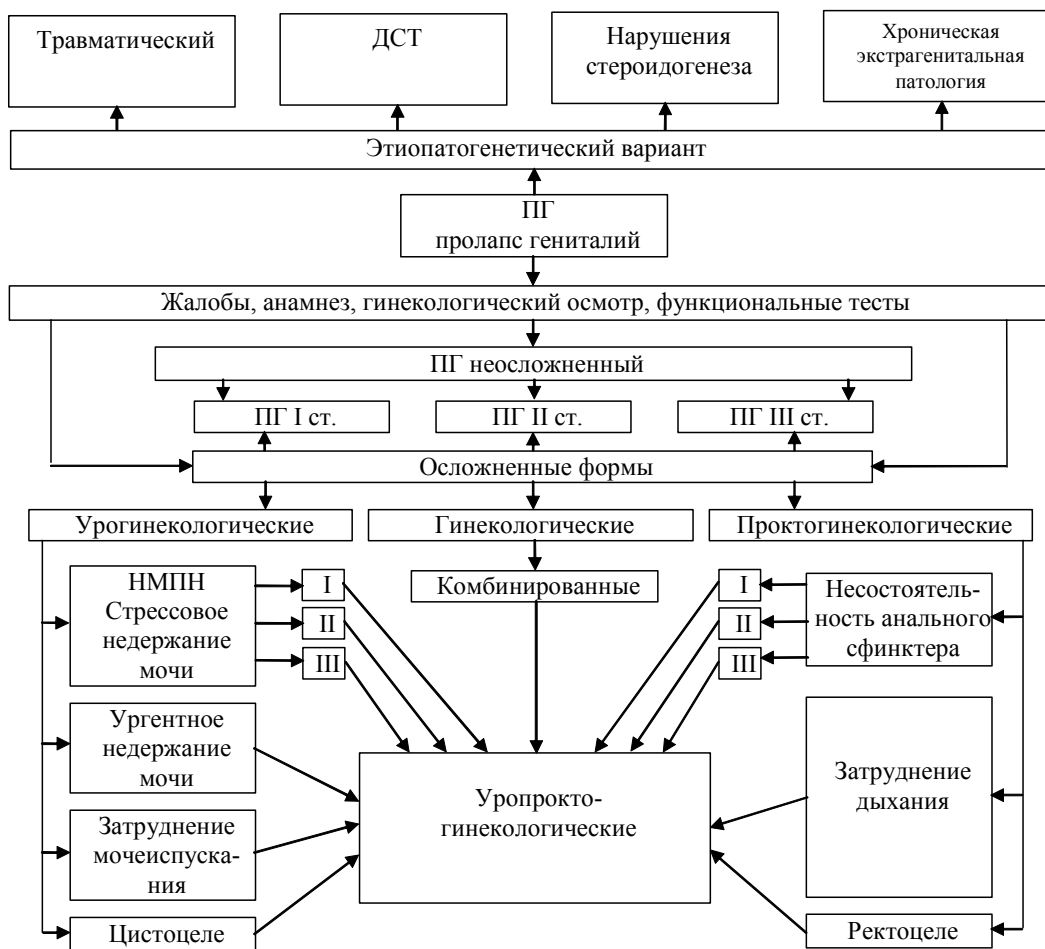 Травматический
ДСТ
Нарушения
стероидогенеза
Хроническая
экстрагенитальная
патология
Этиопатогенетический вариант
ПГ
пролапс гениталий
Жалобы, анамнез, гинекологический осмотр, функциональные тесты
ПГ неосложненный
ПГ I ст.
ПГ II ст.
ПГ III ст.
Осложненные формы
Урогинекологические
Гинекологические
Проктогинекологические
НМПН
Стрессовое
недержание
мочи
I
II
III
Комбинированные
I
II
III
Несостоятель-
ность анального
сфинктера
Ургентное
недержание
мочи
Уропрокто-
гинекологические
Затруднение
дыхания
Затруднение
мочеиспуска-
ния
Цистоцеле
Ректоцеле